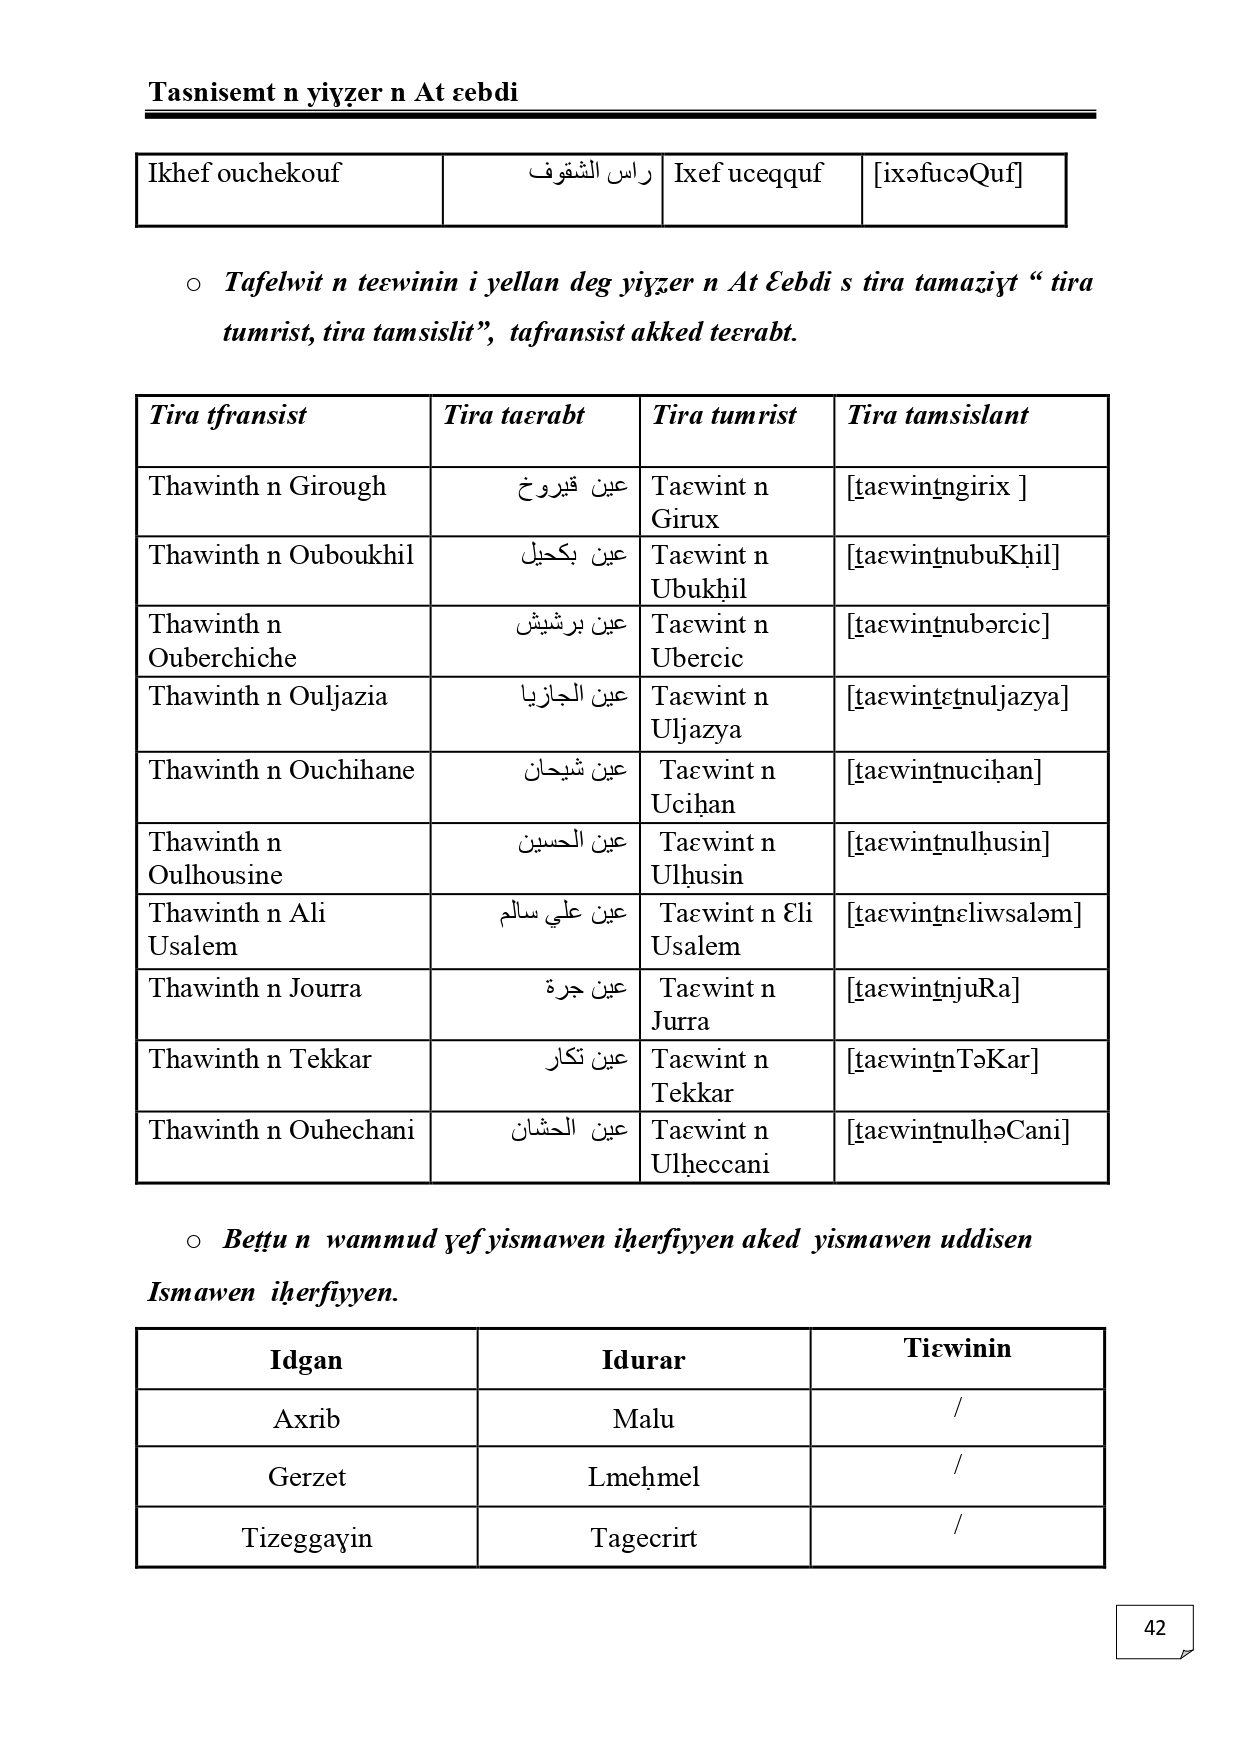 Tasnisemt n yiɣẓer n At ɛebdi
Ikhef ouchekouf راس الشقوف Ixef uceqquf [ixəfucəQuf]
o Tafelwit n teɛwinin i yellan deg yiɣẓer n At Ɛebdi s tira tamaziɣt “ tira
tumrist, tira tamsislit”, tafransist akked teɛrabt.
Tira tfransist Tira taɛrabt Tira tumrist Tira tamsislant
Thawinth n Girough عين قيروخ Taɛwint n [ṯaɛwinṯngirix ]
Girux
Thawinth n Ouboukhil عين بكحيل Taɛwint n [ṯaɛwinṯnubuKḥil]
Ubukḥil
Thawinth n عين برشيش Taɛwint n [ṯaɛwinṯnubərcic]
Ouberchiche Ubercic
Thawinth n Ouljazia عين الجازيا Taɛwint n [ṯaɛwinṯɛṯnuljazya]
Uljazya
Thawinth n Ouchihane عين شيحان Taɛwint n [ṯaɛwinṯnuciḥan]
Uciḥan
Thawinth n عين الحسين Taɛwint n [ṯaɛwinṯnulḥusin]
Oulhousine Ulḥusin
Thawinth n Ali عين علي سالم Taɛwint n Ɛli [ṯaɛwinṯnɛliwsaləm]
Usalem Usalem
Thawinth n Jourra عين جرة Taɛwint n [ṯaɛwinṯnjuRa]
Jurra
Thawinth n Tekkar عين تكار Taɛwint n [ṯaɛwinṯnTəKar]
Tekkar
Thawinth n Ouhechani عين الحشان Taɛwint n [ṯaɛwinṯnulḥəCani]
Ulḥeccani
o Beṭṭu n wammud ɣef yismawen iḥerfiyyen aked yismawen uddisen
Ismawen iḥerfiyyen.
Idgan Idurar Tiɛwinin
Axrib Malu /
Gerzet Lmeḥmel /
Tizeggaɣin Tagecrirt /
42